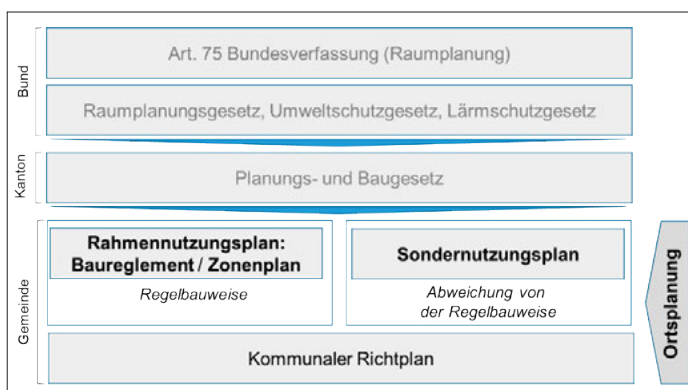 Bund
Art. 75 Bundesverfassung (Raumplanung)
Raumplanungsgesetz, Umweltschutzgesetz, Lärmschutzgesetz
Kanton
Planungs- und Baugesetz
Gemeinde
Rahmennutzungsplan:
Baureglement / Zonenplan
Regelbauweise
Sondernutzungsplan
Abweichung von
der Regelbauweise
Kommunaler Richtplan
Ortsplanung